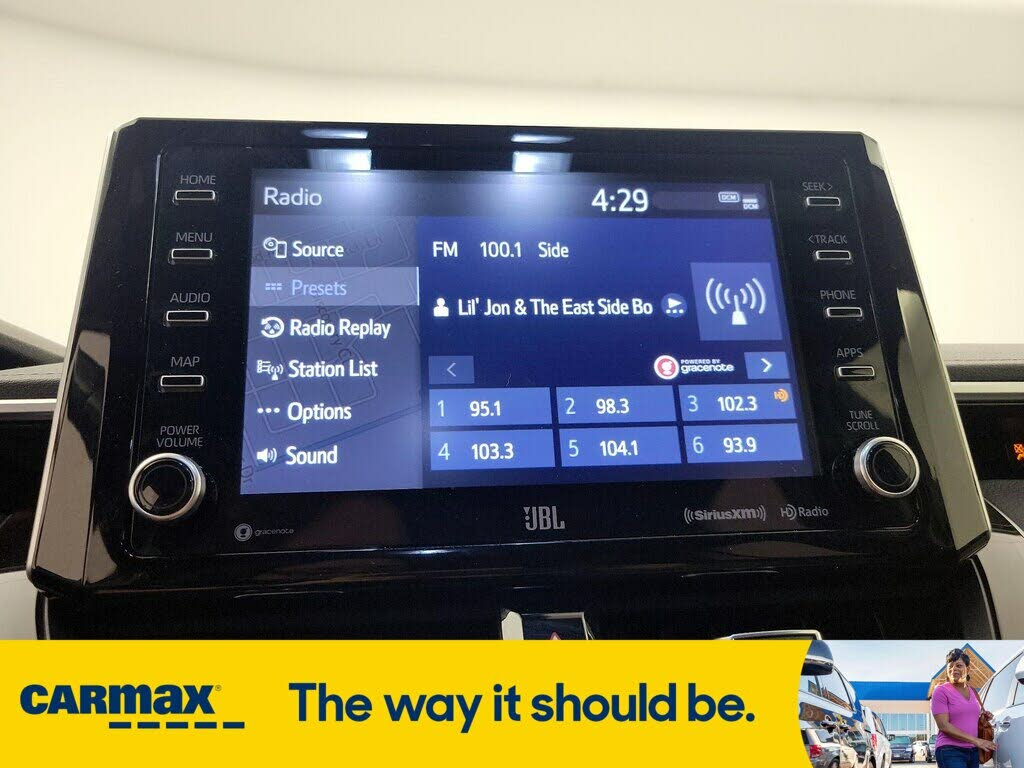 HOME
MENU
AUDIO
MAP
POWER
VOLUME
Radio
4:29
DCM
DCM
Source
Presets
Radio Replay
Station List
Options
Sound
FM 100.1 Side
Lil' Jon & The East Side Bo
POWERED BY
gracenote
1 95.1
2 98.3
3 102.3
4 103.3
5 104.1
6 93.9
SEEK>
<TRACK
PHONE
APPS
TUNE
SCROLL
gracenote
JBL
((SiriusXM))
HD Radio
CARMAX®
The way it should be.